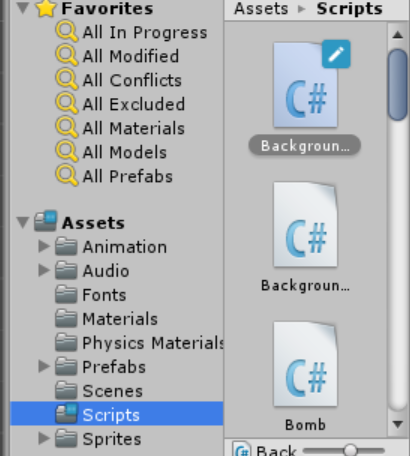 Favorites
All In Progress
All Modified
All Conflicts
All Excluded
All Materials
All Models
All Prefabs
Assets
Animation
Audio
Fonts
Materials
Physics Materials
Prefabs
Scenes
Scripts
Sprites
Assets Scripts
C#
Backgroun...
C#
Backgroun...
C#
Bomb
Back